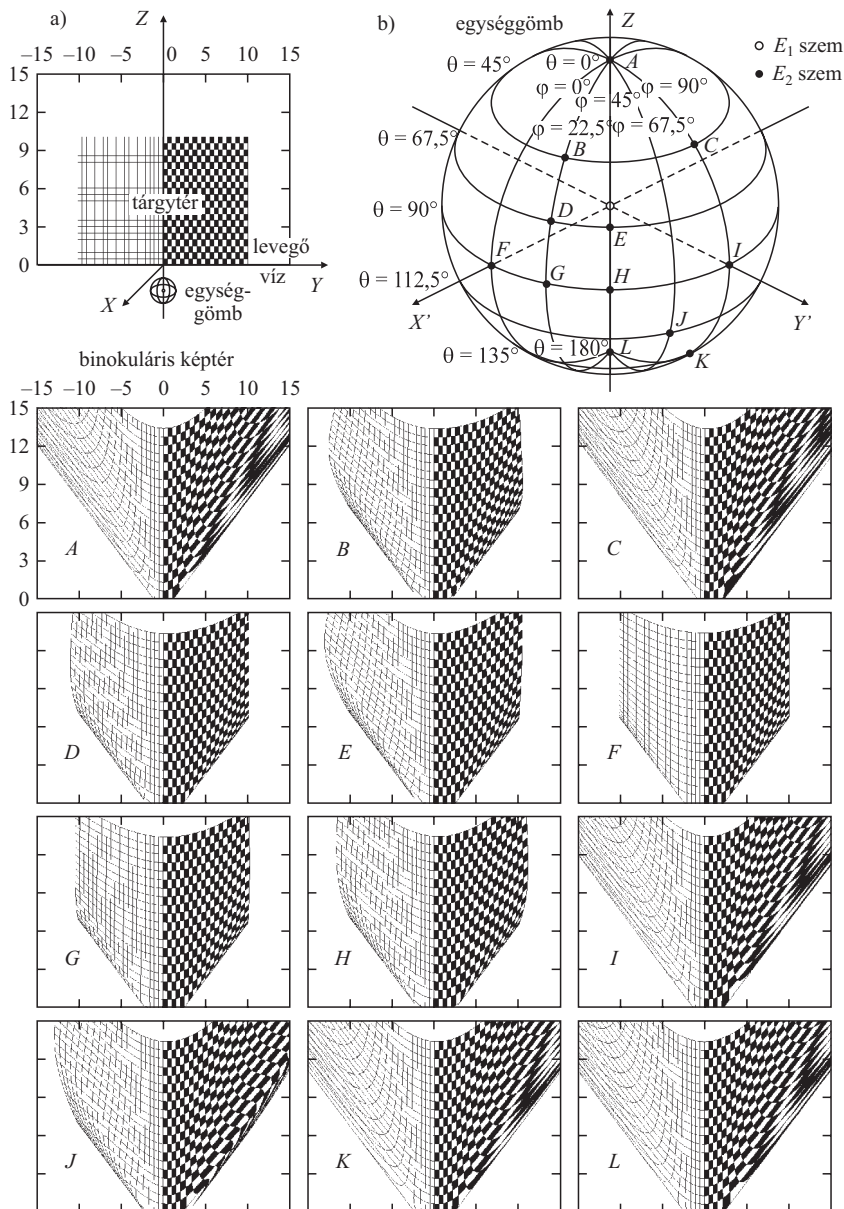 a)
Z
–15 –10 –5 0 5 10 15
15
12
9
6
3
0
tárgytér
levegő
víz
X
Y
egység-
gömb
b)
egységgömb
Z
E1 szem
E2 szem
θ = 45°
θ = 0°
A
φ = 0°
φ = 90°
φ = 45°
θ = 67,5°
φ = 22,5°
φ = 67,5°
B
C
θ = 90°
D
E
F
I
θ = 112,5°
G
H
X'
Y'
J
θ = 135°
θ = 180°
L
K
binokuláris képtér
–15 –10 –5 0 5 10 15
15
12
9
6
3
0
A
B
C
D
E
F
G
H
I
J
K
L